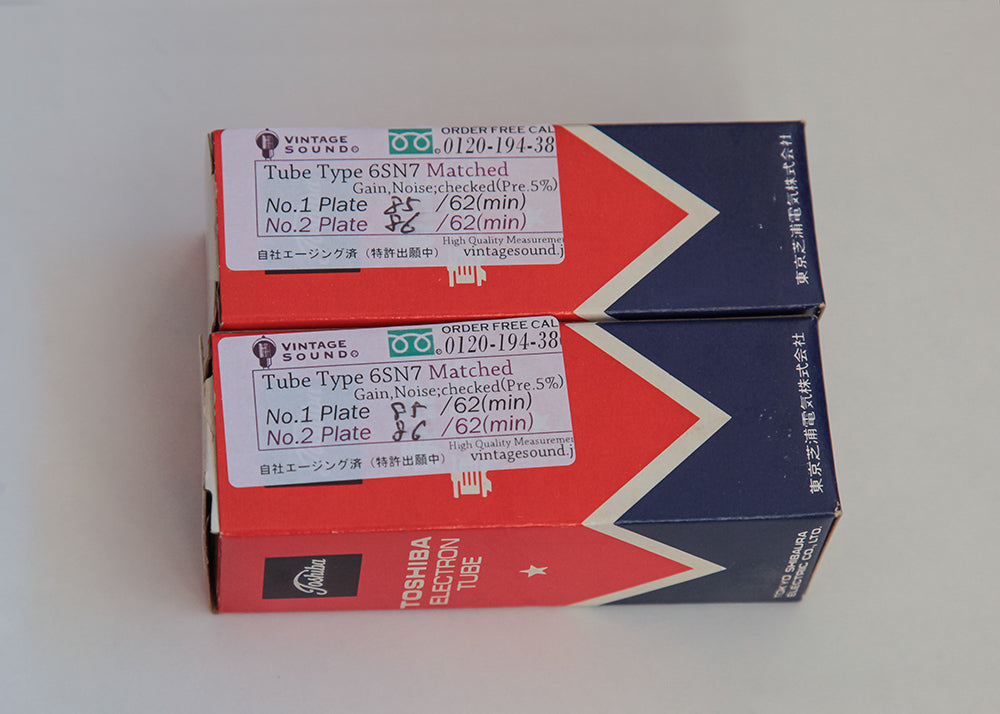 VINTAGE
SOUND©
ORDER FREE CAL
0120-194-38
Tube Type 6SN7 Matched
Gain,Noise;checked(Pre.5%)
No.1 Plate 85 /62(min)
No.2 Plate 86 /62(min)
High Quality Measureme
自社エージング済（特許出願中） vintagesound.j
東京芝浦電気株式会社
VINTAGE
SOUND©
ORDER FREE CAL
0120-194-38
Tube Type 6SN7 Matched
Gain,Noise;checked(Pre.5%)
No.1 Plate 85 /62(min)
No.2 Plate 86 /62(min)
High Quality Measuremen
自社エージング済（特許出願中） vintagesound.j
東京芝浦電気株式会社
Toshiba
TOSHIBA
ELECTRON
TUBE
TOKYO SHIBAURA
ELECTRIC CO., LTD.